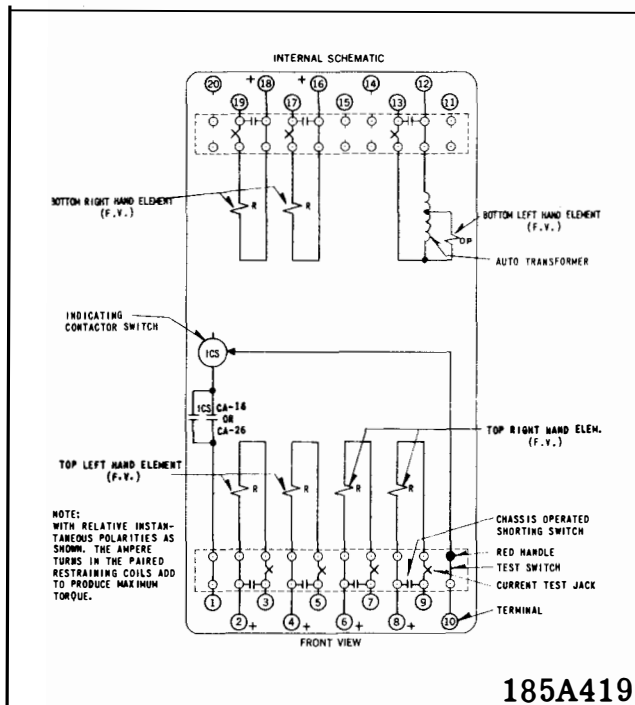 INTERNAL SCHEMATIC
20 + 18 + 16 14 12
19 17 15 13 11
BOTTOM RIGHT HAND ELEMENT
(F.V.)
R R
BOTTOM LEFT HAND ELEMENT
(F.V.)
OP
AUTO TRANSFORMER
INDICATING
CONTACTOR SWITCH
ICS
ICS CA-16
OR
CA-26
TOP LEFT HAND ELEMENT
(F.V.)
R R R R
TOP RIGHT HAND ELEM.
(F.V.)
NOTE:
WITH RELATIVE INSTAN-
TANEOUS POLARITIES AS
SHOWN. THE AMPERE
TURNS IN THE PAIRED
RESTRAINING COILS ADD
TO PRODUCE MAXIMUM
TORQUE.
CHASSIS OPERATED
SHORTING SWITCH
RED HANDLE
TEST SWITCH
CURRENT TEST JACK
TERMINAL
1 3 5 7 9
2 + 4 + 6 + 8 + 10
FRONT VIEW
185A419